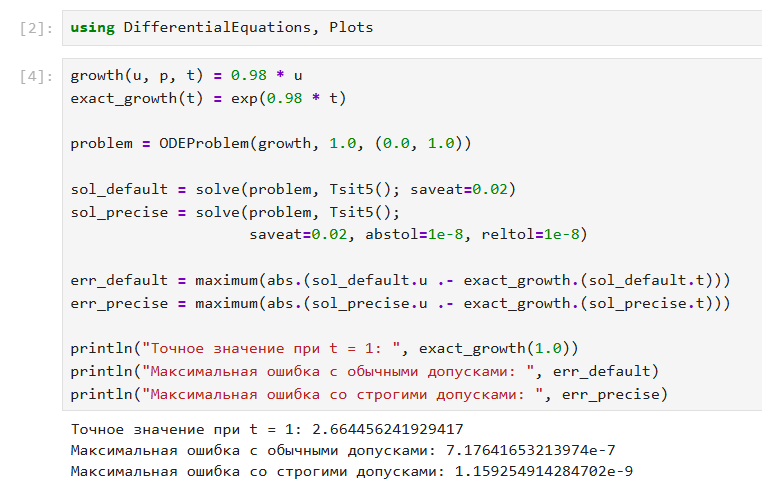 [2]: using DifferentialEquations, Plots
[4]: growth(u, p, t) = 0.98 * u
exact_growth(t) = exp(0.98 * t)
problem = ODEProblem(growth, 1.0, (0.0, 1.0))
sol_default = solve(problem, Tsit5(); saveat=0.02)
sol_precise = solve(problem, Tsit5();
saveat=0.02, abstol=1e-8, reltol=1e-8)
err_default = maximum(abs.(sol_default.u .- exact_growth.(sol_default.t)))
err_precise = maximum(abs.(sol_precise.u .- exact_growth.(sol_precise.t)))
println("Точное значение при t = 1: ", exact_growth(1.0))
println("Максимальная ошибка с обычными допусками: ", err_default)
println("Максимальная ошибка со строгими допусками: ", err_precise)
Точное значение при t = 1: 2.664456241929417
Максимальная ошибка с обычными допусками: 7.17641653213974e-7
Максимальная ошибка со строгими допусками: 1.159254914284702e-9